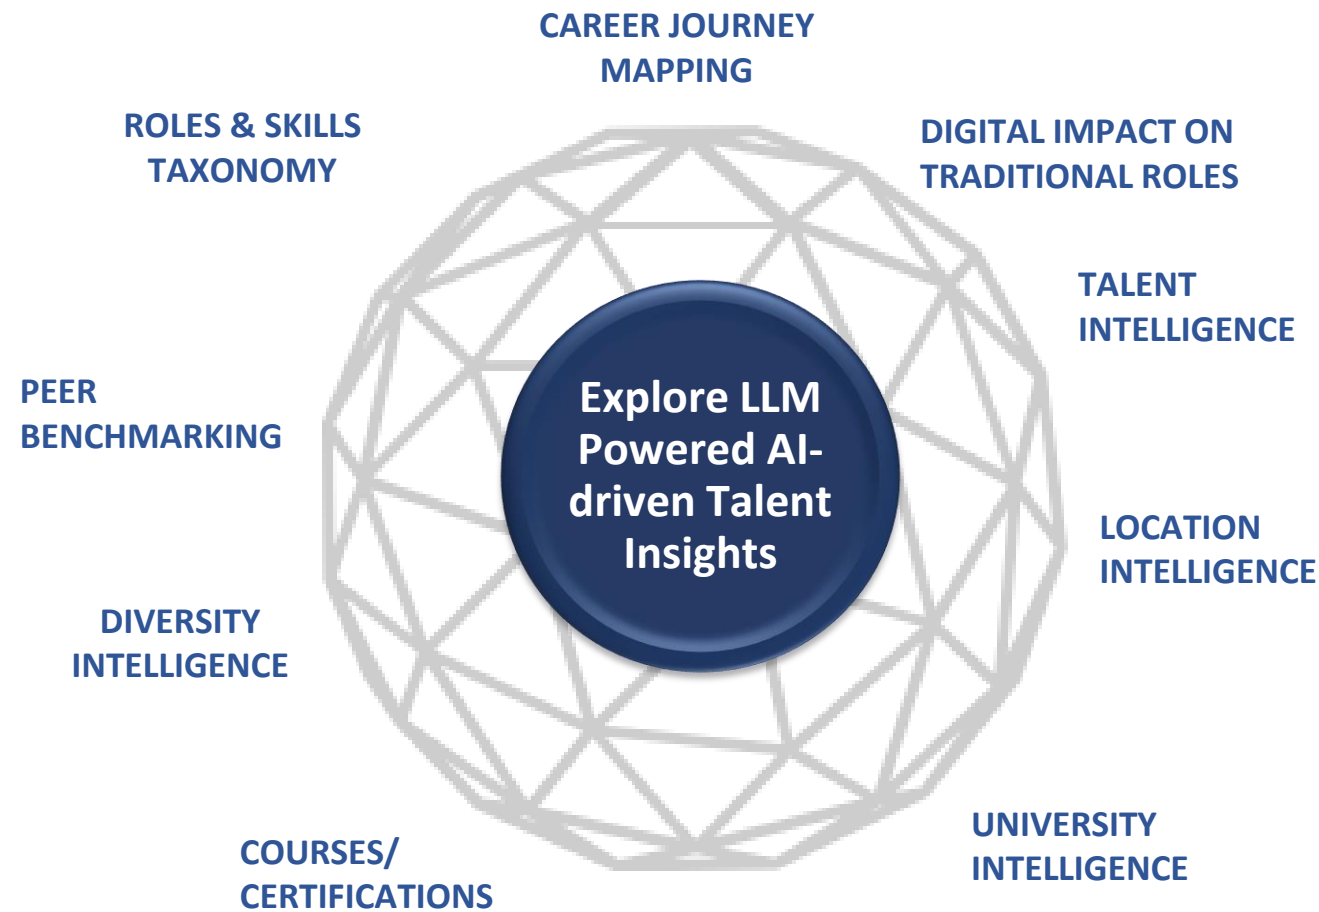 CAREER JOURNEY
MAPPING
ROLES & SKILLS
TAXONOMY
DIGITAL IMPACT ON
TRADITIONAL ROLES
TALENT
INTELLIGENCE
PEER
BENCHMARKING
Explore LLM
Powered AI-
driven Talent
Insights
LOCATION
INTELLIGENCE
DIVERSITY
INTELLIGENCE
UNIVERSITY
INTELLIGENCE
COURSES/
CERTIFICATIONS